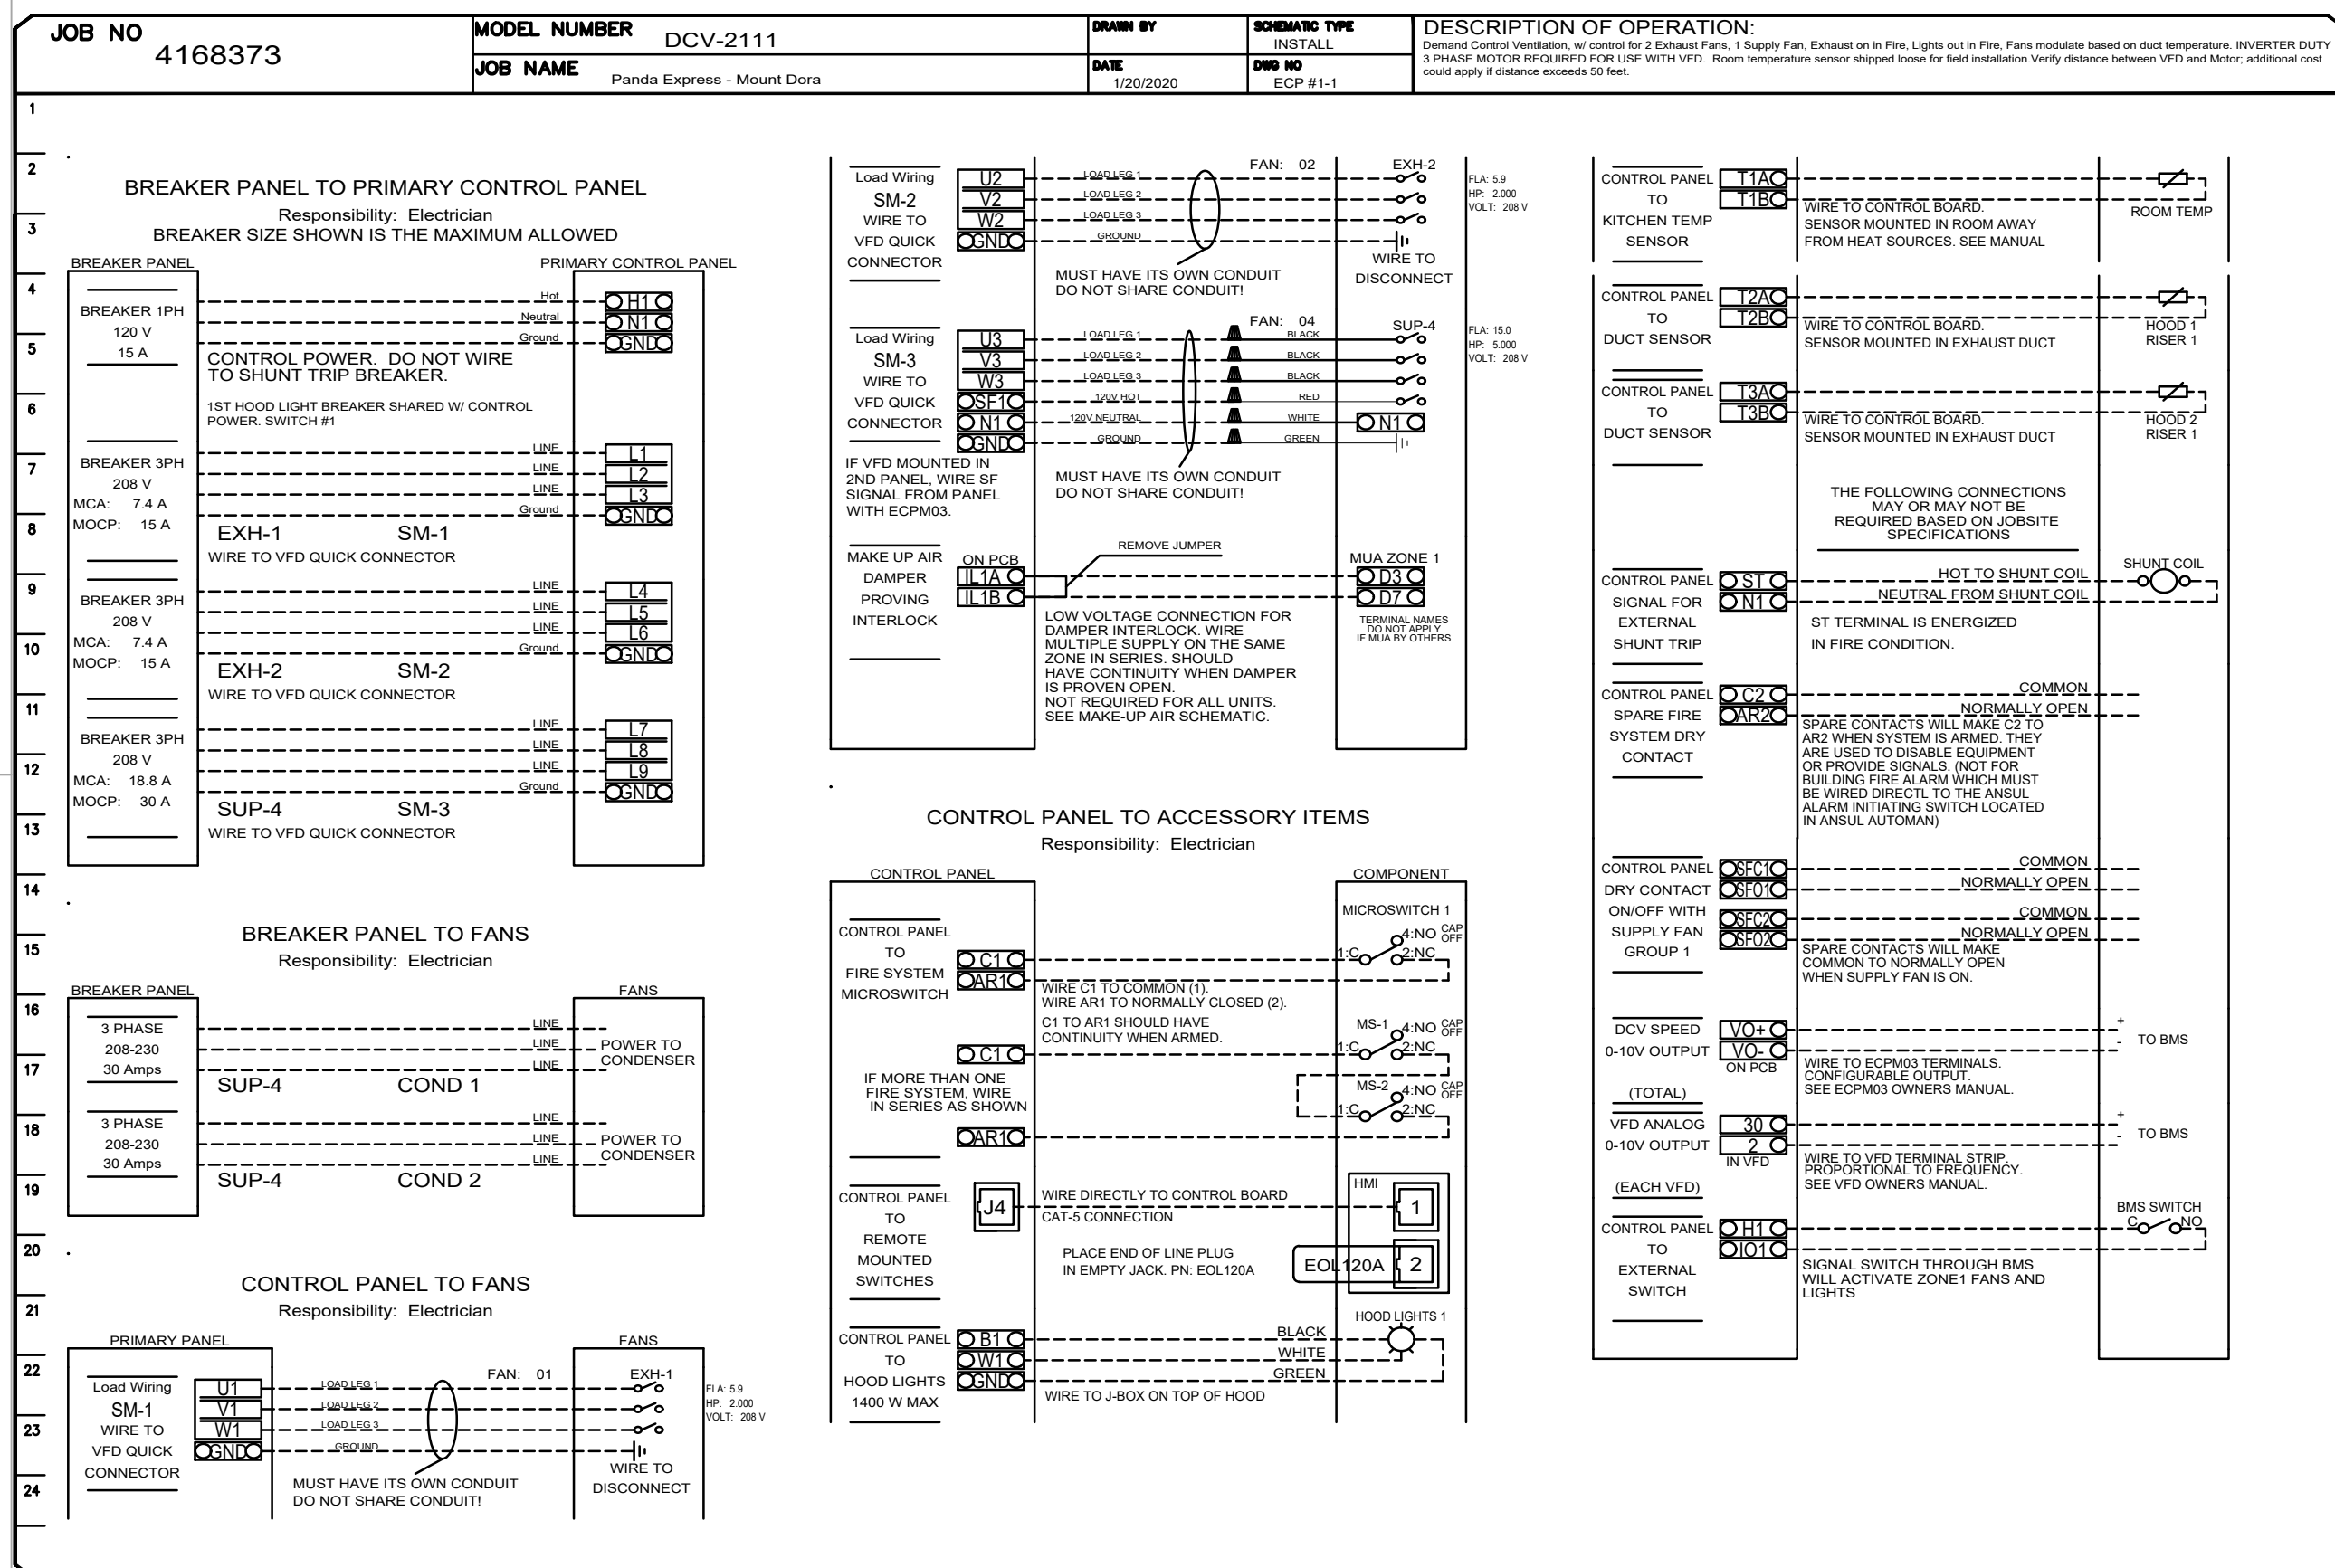 JOB NO
4168373
MODEL NUMBER
DCV-2111
JOB NAME
Panda Express - Mount Dora
DRAWN BY
DATE
1/20/2020
SCHEMATIC TYPE
INSTALL
DWG NO
ECP #1-1
DESCRIPTION OF OPERATION:
Demand Control Ventilation, w/ control for 2 Exhaust Fans, 1 Supply Fan, Exhaust on in Fire, Lights out in Fire, Fans modulate based on duct temperature. INVERTER DUTY
3 PHASE MOTOR REQUIRED FOR USE WITH VFD. Room temperature sensor shipped loose for field installation.Verify distance between VFD and Motor; additional cost
could apply if distance exceeds 50 feet.
1
2
3
4
5
6
7
8
9
10
11
12
13
14
15
16
17
18
19
20
21
22
23
24
BREAKER PANEL TO PRIMARY CONTROL PANEL
Responsibility: Electrician
BREAKER SIZE SHOWN IS THE MAXIMUM ALLOWED
BREAKER PANEL
PRIMARY CONTROL PANEL
BREAKER 1PH
120 V
15 A
Hot
H1
Neutral
N1
Ground
GND
CONTROL POWER. DO NOT WIRE
TO SHUNT TRIP BREAKER.
1ST HOOD LIGHT BREAKER SHARED W/ CONTROL
POWER. SWITCH #1
BREAKER 3PH
208 V
MCA: 7.4 A
MOCP: 15 A
LINE
L1
LINE
L2
LINE
L3
Ground
GND
EXH-1 SM-1
WIRE TO VFD QUICK CONNECTOR
BREAKER 3PH
208 V
MCA: 7.4 A
MOCP: 15 A
LINE
L4
LINE
L5
LINE
L6
Ground
GND
EXH-2 SM-2
WIRE TO VFD QUICK CONNECTOR
BREAKER 3PH
208 V
MCA: 18.8 A
MOCP: 30 A
LINE
L7
LINE
L8
LINE
L9
Ground
GND
SUP-4 SM-3
WIRE TO VFD QUICK CONNECTOR
BREAKER PANEL TO FANS
Responsibility: Electrician
BREAKER PANEL
FANS
3 PHASE
208-230
30 Amps
LINE
LINE
LINE
POWER TO
CONDENSER
SUP-4 COND 1
3 PHASE
208-230
30 Amps
LINE
LINE
LINE
POWER TO
CONDENSER
SUP-4 COND 2
CONTROL PANEL TO FANS
Responsibility: Electrician
PRIMARY PANEL
FANS
Load Wiring
SM-1
WIRE TO
VFD QUICK
CONNECTOR
U1
V1
W1
GND
LOAD LEG 1
LOAD LEG 2
LOAD LEG 3
GROUND
FAN: 01
EXH-1
FLA: 5.9
HP: 2.000
VOLT: 208 V
WIRE TO
DISCONNECT
MUST HAVE ITS OWN CONDUIT
DO NOT SHARE CONDUIT!
Load Wiring
SM-2
WIRE TO
VFD QUICK
CONNECTOR
U2
V2
W2
GND
LOAD LEG 1
LOAD LEG 2
LOAD LEG 3
GROUND
FAN: 02
EXH-2
FLA: 5.9
HP: 2.000
VOLT: 208 V
WIRE TO
DISCONNECT
MUST HAVE ITS OWN CONDUIT
DO NOT SHARE CONDUIT!
Load Wiring
SM-3
WIRE TO
VFD QUICK
CONNECTOR
U3
V3
W3
SF1
N1
GND
LOAD LEG 1
LOAD LEG 2
LOAD LEG 3
120V HOT
120V NEUTRAL
GROUND
FAN: 04
BLACK
BLACK
BLACK
RED
WHITE
GREEN
SUP-4
N1
FLA: 15.0
HP: 5.000
VOLT: 208 V
IF VFD MOUNTED IN
2ND PANEL, WIRE SF
SIGNAL FROM PANEL
WITH ECPM03.
MUST HAVE ITS OWN CONDUIT
DO NOT SHARE CONDUIT!
MAKE UP AIR
DAMPER
PROVING
INTERLOCK
ON PCB
IL1A
IL1B
REMOVE JUMPER
MUA ZONE 1
D3
D7
TERMINAL NAMES
DO NOT APPLY
IF MUA BY OTHERS
LOW VOLTAGE CONNECTION FOR
DAMPER INTERLOCK. WIRE
MULTIPLE SUPPLY ON THE SAME
ZONE IN SERIES. SHOULD
HAVE CONTINUITY WHEN DAMPER
IS PROVEN OPEN.
NOT REQUIRED FOR ALL UNITS.
SEE MAKE-UP AIR SCHEMATIC.
CONTROL PANEL TO ACCESSORY ITEMS
Responsibility: Electrician
CONTROL PANEL
COMPONENT
CONTROL PANEL
TO
FIRE SYSTEM
MICROSWITCH
C1
AR1
MICROSWITCH 1
4:NO CAP OFF
1:C
2:NC
WIRE C1 TO COMMON (1).
WIRE AR1 TO NORMALLY CLOSED (2).
C1 TO AR1 SHOULD HAVE
CONTINUITY WHEN ARMED.
C1
MS-1
4:NO CAP OFF
1:C
2:NC
IF MORE THAN ONE
FIRE SYSTEM, WIRE
IN SERIES AS SHOWN
MS-2
4:NO CAP OFF
1:C
2:NC
AR1
CONTROL PANEL
TO
REMOTE
MOUNTED
SWITCHES
J4
WIRE DIRECTLY TO CONTROL BOARD
CAT-5 CONNECTION
HMI
1
PLACE END OF LINE PLUG
IN EMPTY JACK. PN: EOL120A
EOL120A
2
CONTROL PANEL
TO
HOOD LIGHTS
1400 W MAX
B1
W1
GND
BLACK
WHITE
GREEN
HOOD LIGHTS 1
WIRE TO J-BOX ON TOP OF HOOD
CONTROL PANEL
TO
KITCHEN TEMP
SENSOR
T1A
T1B
WIRE TO CONTROL BOARD.
SENSOR MOUNTED IN ROOM AWAY
FROM HEAT SOURCES. SEE MANUAL
ROOM TEMP
CONTROL PANEL
TO
DUCT SENSOR
T2A
T2B
WIRE TO CONTROL BOARD.
SENSOR MOUNTED IN EXHAUST DUCT
HOOD 1
RISER 1
CONTROL PANEL
TO
DUCT SENSOR
T3A
T3B
WIRE TO CONTROL BOARD.
SENSOR MOUNTED IN EXHAUST DUCT
HOOD 2
RISER 1
THE FOLLOWING CONNECTIONS
MAY OR MAY NOT BE
REQUIRED BASED ON JOBSITE
SPECIFICATIONS
CONTROL PANEL
SIGNAL FOR
EXTERNAL
SHUNT TRIP
ST
N1
HOT TO SHUNT COIL
NEUTRAL FROM SHUNT COIL
SHUNT COIL
ST TERMINAL IS ENERGIZED
IN FIRE CONDITION.
CONTROL PANEL
SPARE FIRE
SYSTEM DRY
CONTACT
C2
AR2
COMMON
NORMALLY OPEN
SPARE CONTACTS WILL MAKE C2 TO
AR2 WHEN SYSTEM IS ARMED. THEY
ARE USED TO DISABLE EQUIPMENT
OR PROVIDE SIGNALS. (NOT FOR
BUILDING FIRE ALARM WHICH MUST
BE WIRED DIRECTL TO THE ANSUL
ALARM INITIATING SWITCH LOCATED
IN ANSUL AUTOMAN)
CONTROL PANEL
DRY CONTACT
ON/OFF WITH
SUPPLY FAN
GROUP 1
SFC1
SFO1
SFC2
SFO2
COMMON
NORMALLY OPEN
COMMON
NORMALLY OPEN
SPARE CONTACTS WILL MAKE
COMMON TO NORMALLY OPEN
WHEN SUPPLY FAN IS ON.
DCV SPEED
0-10V OUTPUT
(TOTAL)
VO+
VO-
ON PCB
+
-
TO BMS
WIRE TO ECPM03 TERMINALS.
CONFIGURABLE OUTPUT.
SEE ECPM03 OWNERS MANUAL.
VFD ANALOG
0-10V OUTPUT
(EACH VFD)
30
2
IN VFD
+
-
TO BMS
WIRE TO VFD TERMINAL STRIP.
PROPORTIONAL TO FREQUENCY.
SEE VFD OWNERS MANUAL.
CONTROL PANEL
TO
EXTERNAL
SWITCH
H1
IO1
BMS SWITCH
C
NO
SIGNAL SWITCH THROUGH BMS
WILL ACTIVATE ZONE1 FANS AND
LIGHTS